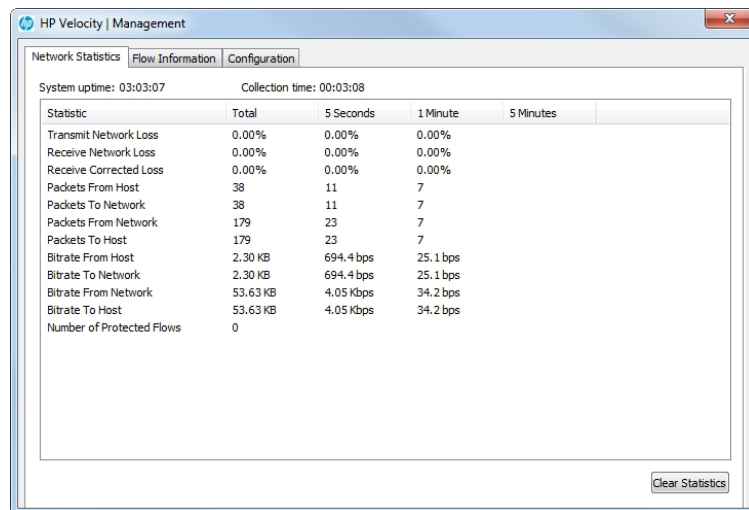 hp HP Velocity | Management
X
Network Statistics Flow Information Configuration
System uptime: 03:03:07 Collection time: 00:03:08
Statistic Total 5 Seconds 1 Minute 5 Minutes
Transmit Network Loss 0.00% 0.00% 0.00%
Receive Network Loss 0.00% 0.00% 0.00%
Receive Corrected Loss 0.00% 0.00% 0.00%
Packets From Host 38 11 7
Packets To Network 38 11 7
Packets From Network 179 23 7
Packets To Host 179 23 7
Bitrate From Host 2.30 KB 694.4 bps 25.1 bps
Bitrate To Network 2.30 KB 694.4 bps 25.1 bps
Bitrate From Network 53.63 KB 4.05 Kbps 34.2 bps
Bitrate To Host 53.63 KB 4.05 Kbps 34.2 bps
Number of Protected Flows 0
Clear Statistics